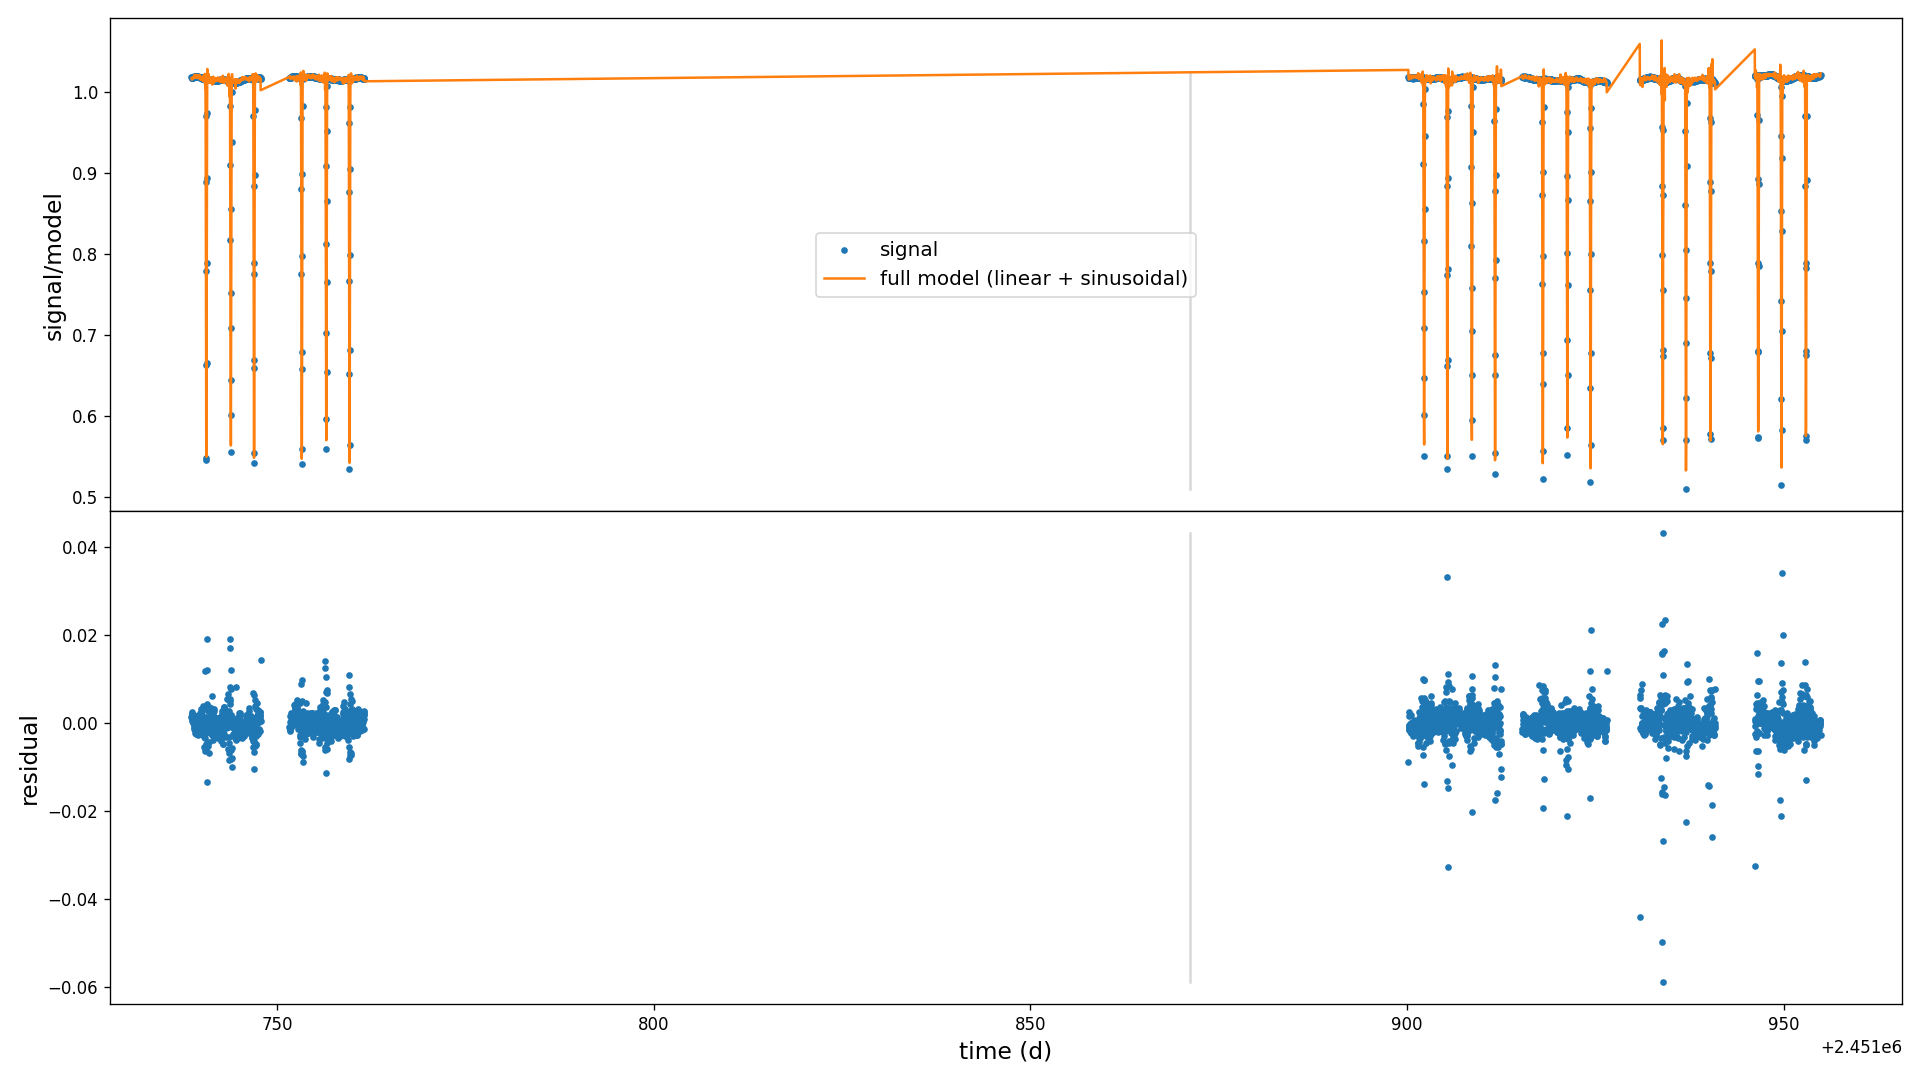 1.0
0.9
0.8
0.7
0.6
0.5
signal/model
signal
full model (linear + sinusoidal)
0.04
0.02
0.00
−0.02
−0.04
−0.06
residual
750
800
850
900
950
time (d)
+2.451e6